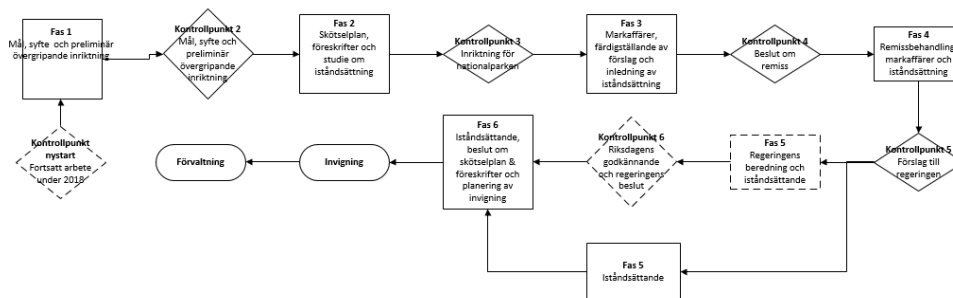 Fas 1
Mål, syfte och preliminär
övergripande inriktning
Kontrollpunkt 2
Mål, syfte och
preliminär
övergripande
inriktning
Fas 2
Skötselplan,
föreskrifter och
studie om
iståndsättning
Kontrollpunkt 3
Inriktning för
nationalparken
Fas 3
Markaffärer,
färdigställande av
förslag och
inledning av
iståndsättning
Kontrollpunkt 4
Beslut om
remiss
Fas 4
Remissbehandling,
markaffärer och
iståndsättning
Kontrollpunkt
nystart
Fortsatt arbete
under 2018
Förvaltning
Invigning
Fas 6
Iståndsättande,
beslut om
skötselplan &
föreskrifter och
planering av
invigning
Kontrollpunkt 6
Riksdagens
godkännande
och regeringens
beslut
Fas 5
Regeringens
beredning och
iståndsättande
Kontrollpunkt 5
Förslag till
regeringen
Fas 5
Iståndsättande